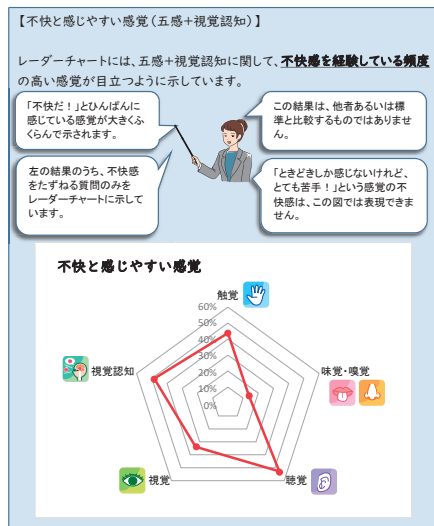 【不快と感じやすい感覚(五感+視覚認知)】
レーダーチャートには、五感+視覚認知に関して、不快感を経験している頻度
の高い感覚が目立つように示しています。
「不快だ!」とひんぱんに
感じている感覚が大きくふ
くらんで示されます。
この結果は、他者あるいは標
準と比較するものではありませ
ん。
左の結果のうち、不快感
をたずねる質問のみを
レーダーチャートに示して
います。
「ときどきしか感じないけれど、
とても苦手!」という感覚の不
快感は、この図では表現できま
せん。
不快と感じやすい感覚
触覚
60%
50%
40%
30%
20%
10%
0%
味覚・嗅覚
聴覚
視覚
視覚認知